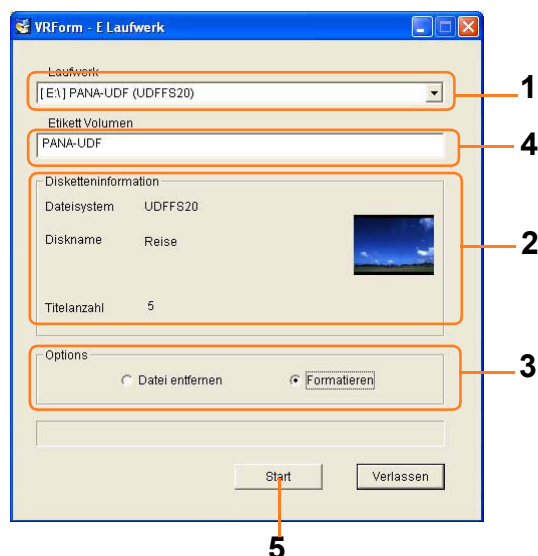 VRForm - E Laufwerk
Laufwerk
[ E:\ ] PANA-UDF (UDFFS20)
1
Etikett Volumen
PANA-UDF
4
Disketteninformation
Dateisystem UDFFS20
Diskname Reise
2
Titelanzahl 5
Options
3
Datei entfernen Formatieren
Start Verlassen
5